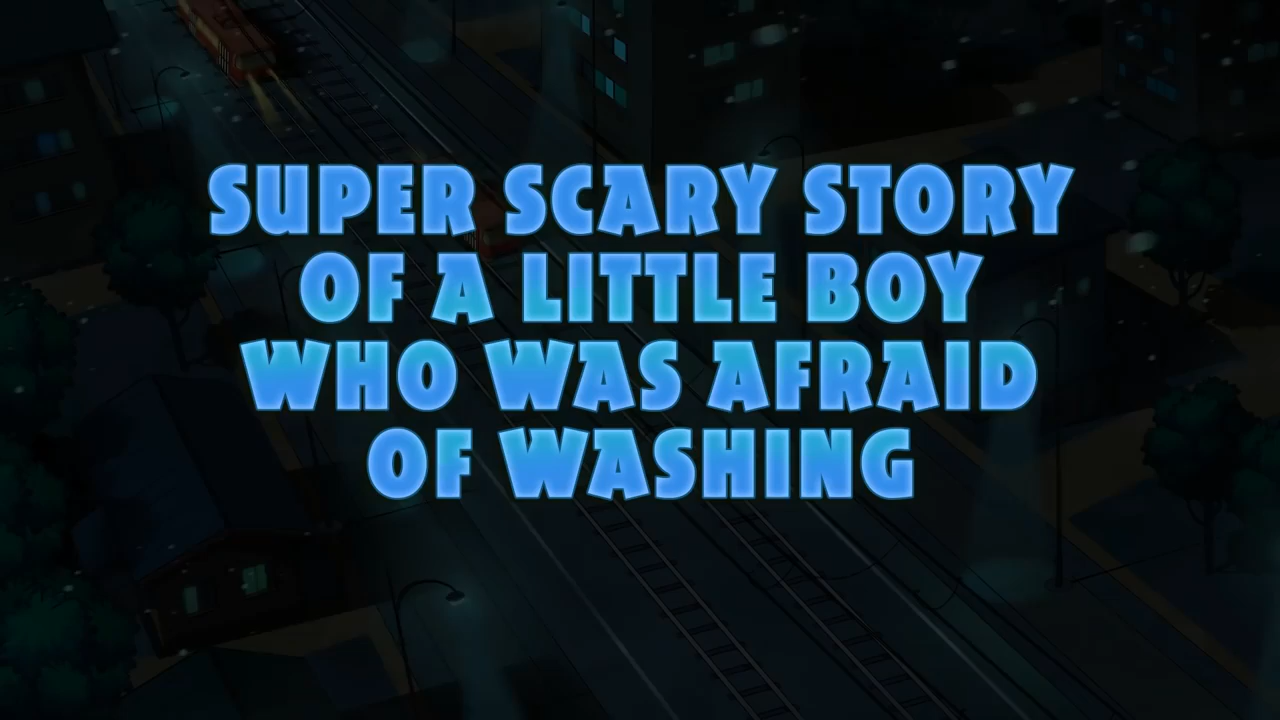 SUPER SCARY STORY
OF A LITTLE BOY
WHO WAS AFRAID
OF WASHING